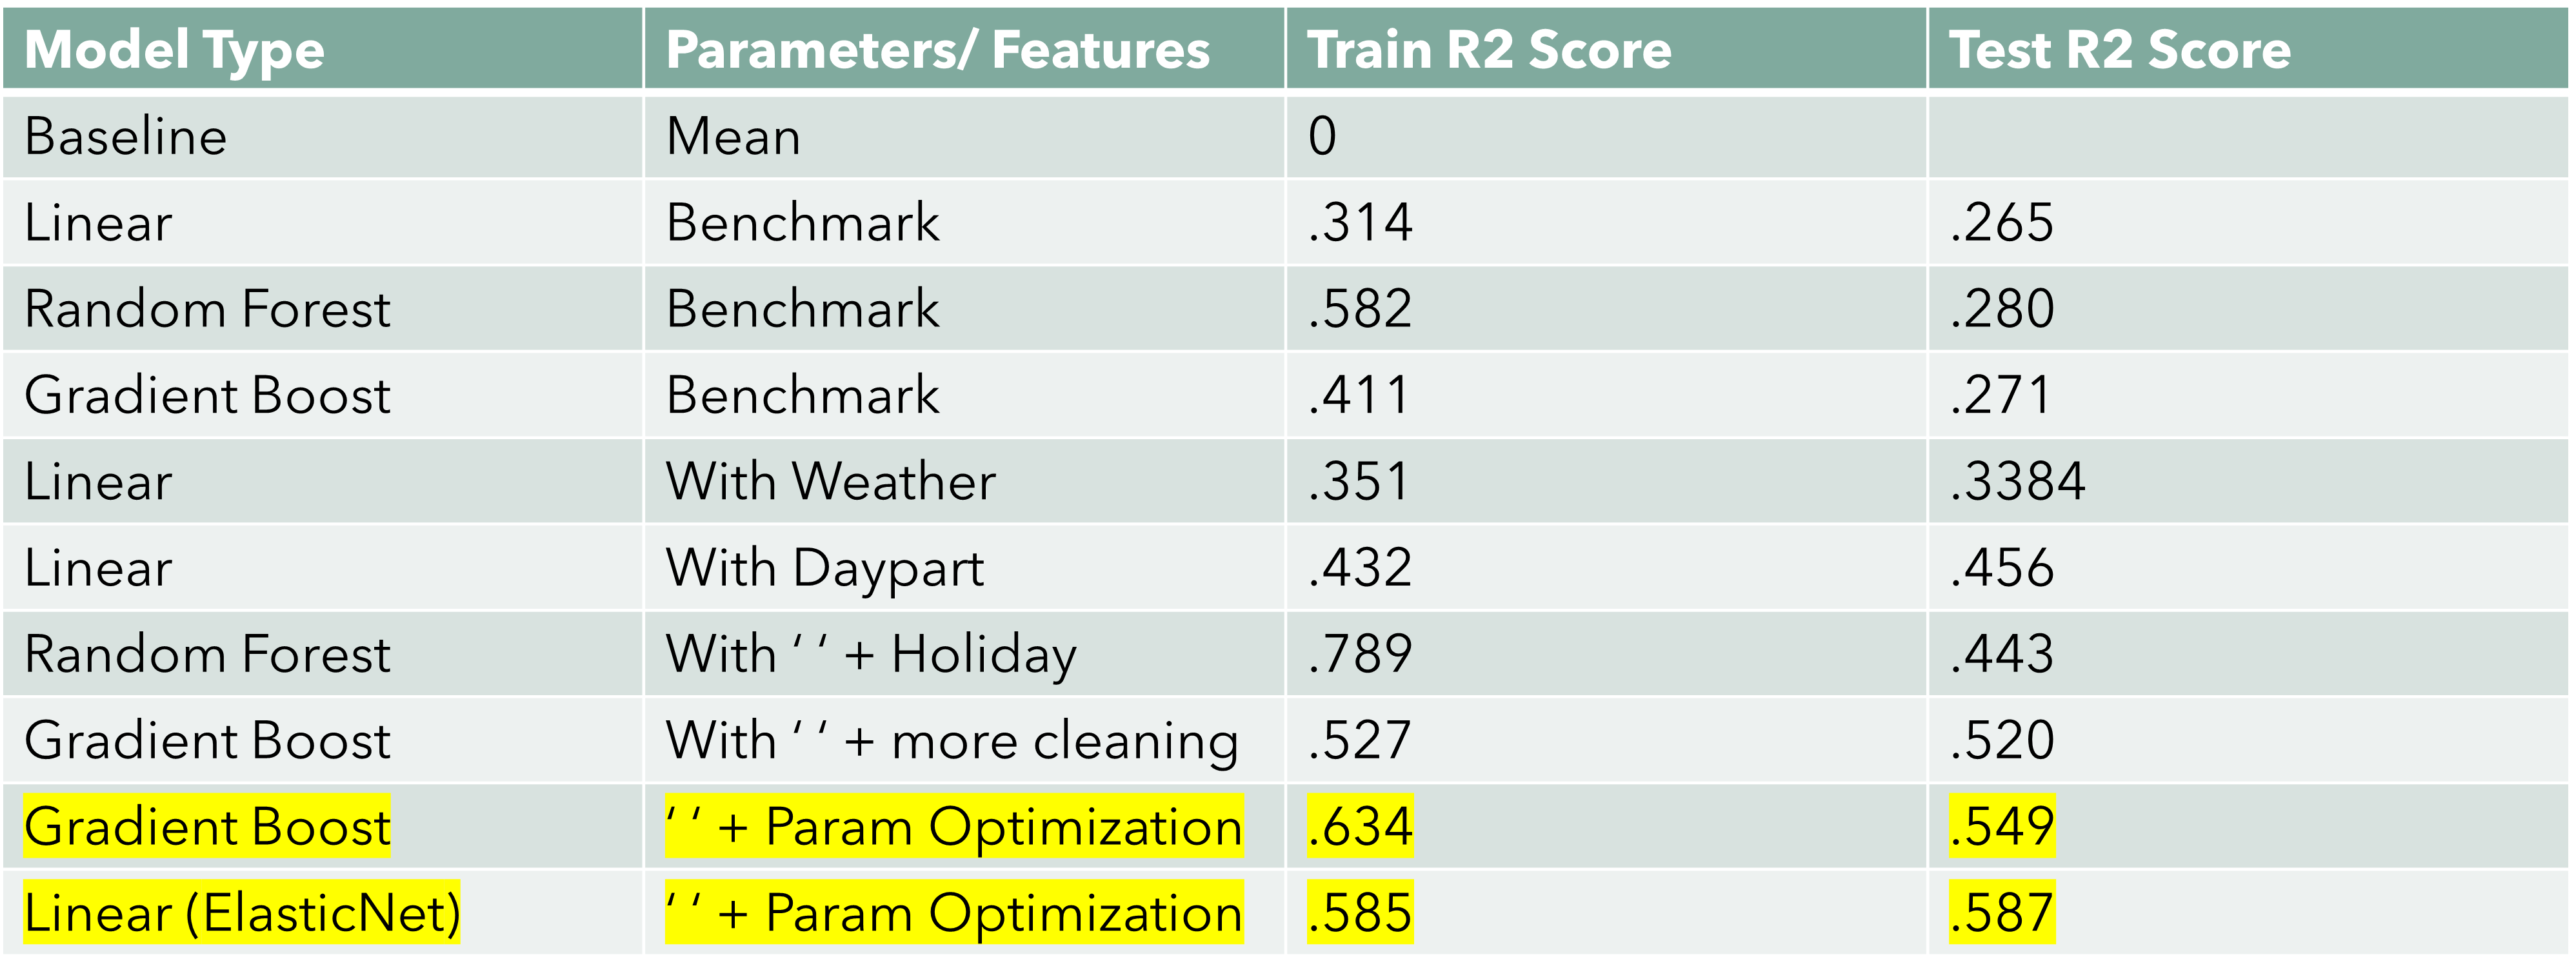 Model Type Parameters/ Features Train R2 Score Test R2 Score
Baseline Mean 0
Linear Benchmark .314 .265
Random Forest Benchmark .582 .280
Gradient Boost Benchmark .411 .271
Linear With Weather .351 .3384
Linear With Daypart .432 .456
Random Forest With ‘ ‘ + Holiday .789 .443
Gradient Boost With ‘ ‘ + more cleaning .527 .520
Gradient Boost ‘ ‘ + Param Optimization .634 .549
Linear (ElasticNet) ‘ ‘ + Param Optimization .585 .587